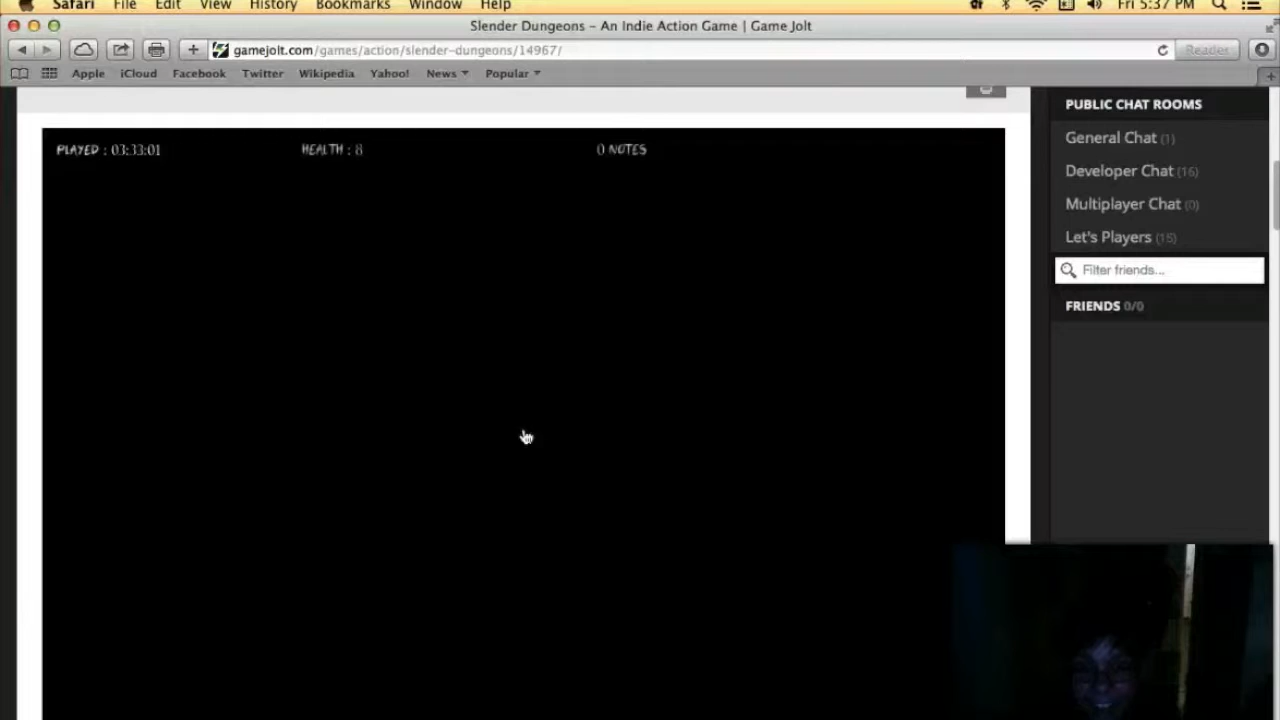 Safari File Edit View History Bookmarks Window Help Fri 5:37 PM
Slender Dungeons – An Indie Action Game | Game Jolt
gamejolt.com/games/action/slender-dungeons/14967/ Reader
Apple iCloud Facebook Twitter Wikipedia Yahoo! News Popular
PUBLIC CHAT ROOMS
General Chat (1)
Developer Chat (16)
Multiplayer Chat (0)
Let's Players (15)
Filter friends...
FRIENDS 0/0
PLAYED : 03:33:01 HEALTH : 8 0 NOTES